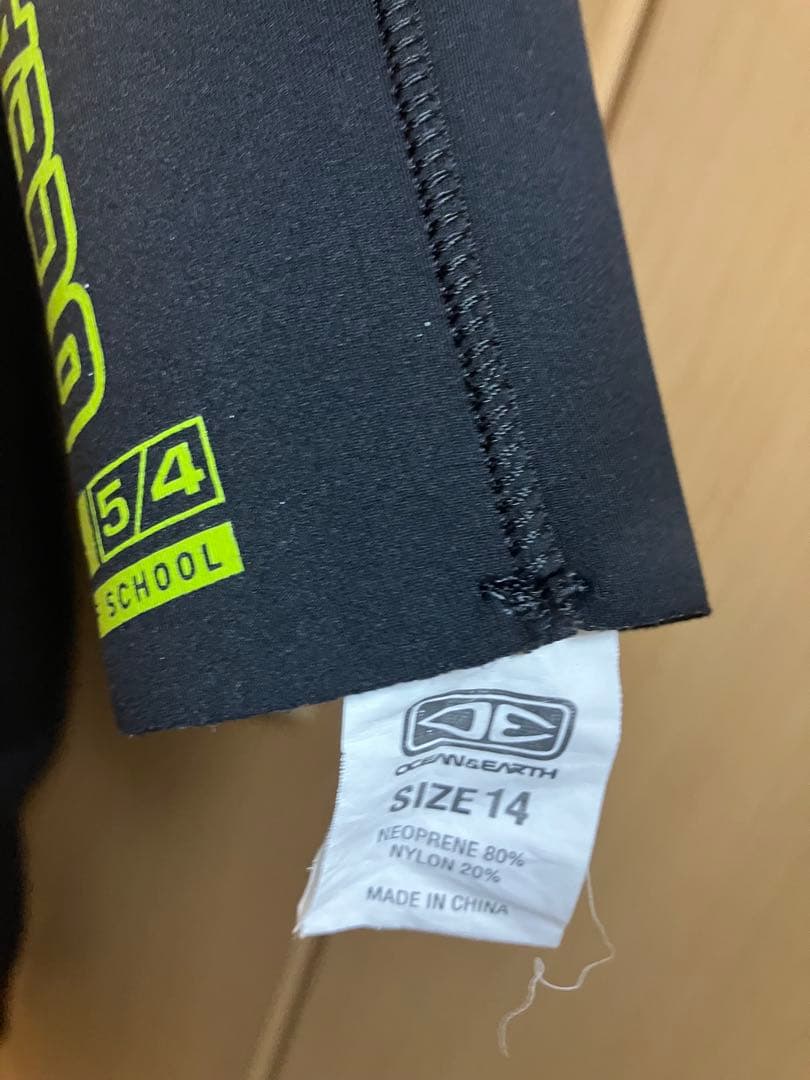 5/4
SCHOOL
OCEAN&EARTH
SIZE 14
NEOPRENE 80%
NYLON 20%
MADE IN CHINA